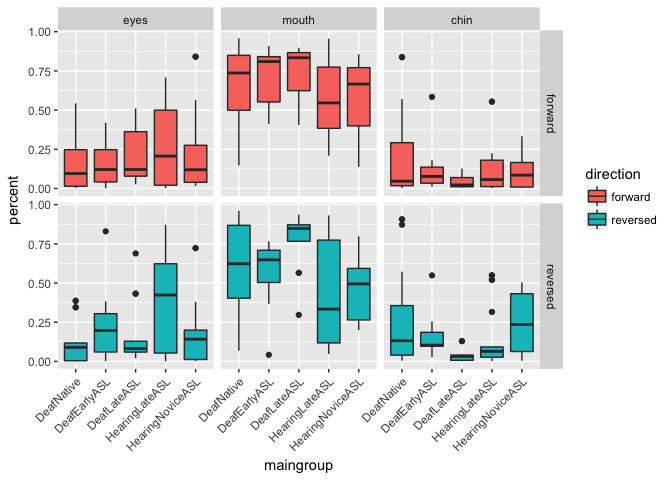 eyes mouth chin
1.00
0.75
0.50
0.25
0.00
forward
1.00
0.75
0.50
0.25
0.00
reversed
percent
DeafNative
DeafEarlyASL
DeafLateASL
HearingLateASL
HearingNoviceASL
DeafNative
DeafEarlyASL
DeafLateASL
HearingLateASL
HearingNoviceASL
DeafNative
DeafEarlyASL
DeafLateASL
HearingLateASL
HearingNoviceASL
maingroup
direction
forward
reversed